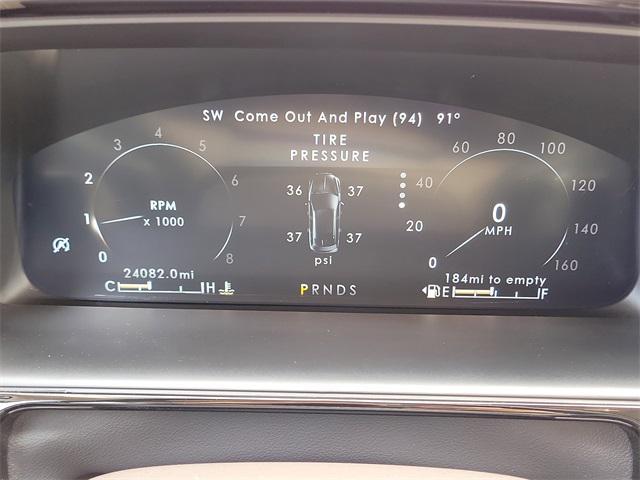 SW Come Out And Play (94) 91°
TIRE
PRESSURE
0 1 2 3 4 5 6 7 8
RPM
x 1000
36 37
37 37
psi
0 20 40 60 80 100 120 140 160
0
MPH
24082.0mi
184mi to empty
C H
PRNDS
E F